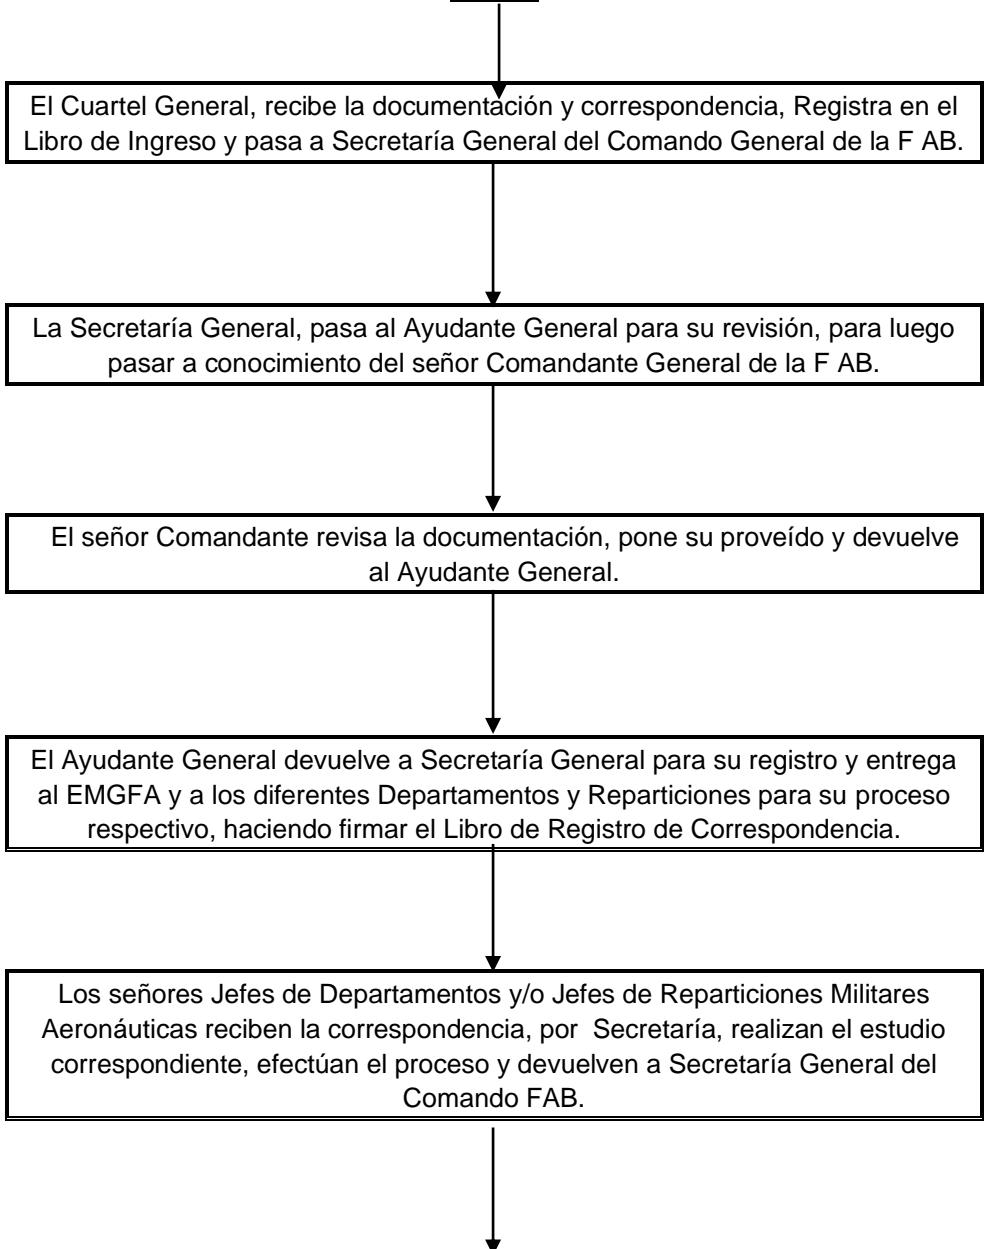 El Cuartel General, recibe la documentación y correspondencia, Registra en el
Libro de Ingreso y pasa a Secretaría General del Comando General de la F AB.
La Secretaría General, pasa al Ayudante General para su revisión, para luego
pasar a conocimiento del señor Comandante General de la F AB.
El señor Comandante revisa la documentación, pone su proveído y devuelve
al Ayudante General.
El Ayudante General devuelve a Secretaría General para su registro y entrega
al EMGFA y a los diferentes Departamentos y Reparticiones para su proceso
respectivo, haciendo firmar el Libro de Registro de Correspondencia.
Los señores Jefes de Departamentos y/o Jefes de Reparticiones Militares
Aeronáuticas reciben la correspondencia, por  Secretaría, realizan el estudio
correspondiente, efectúan el proceso y devuelven a Secretaría General del
Comando FAB.